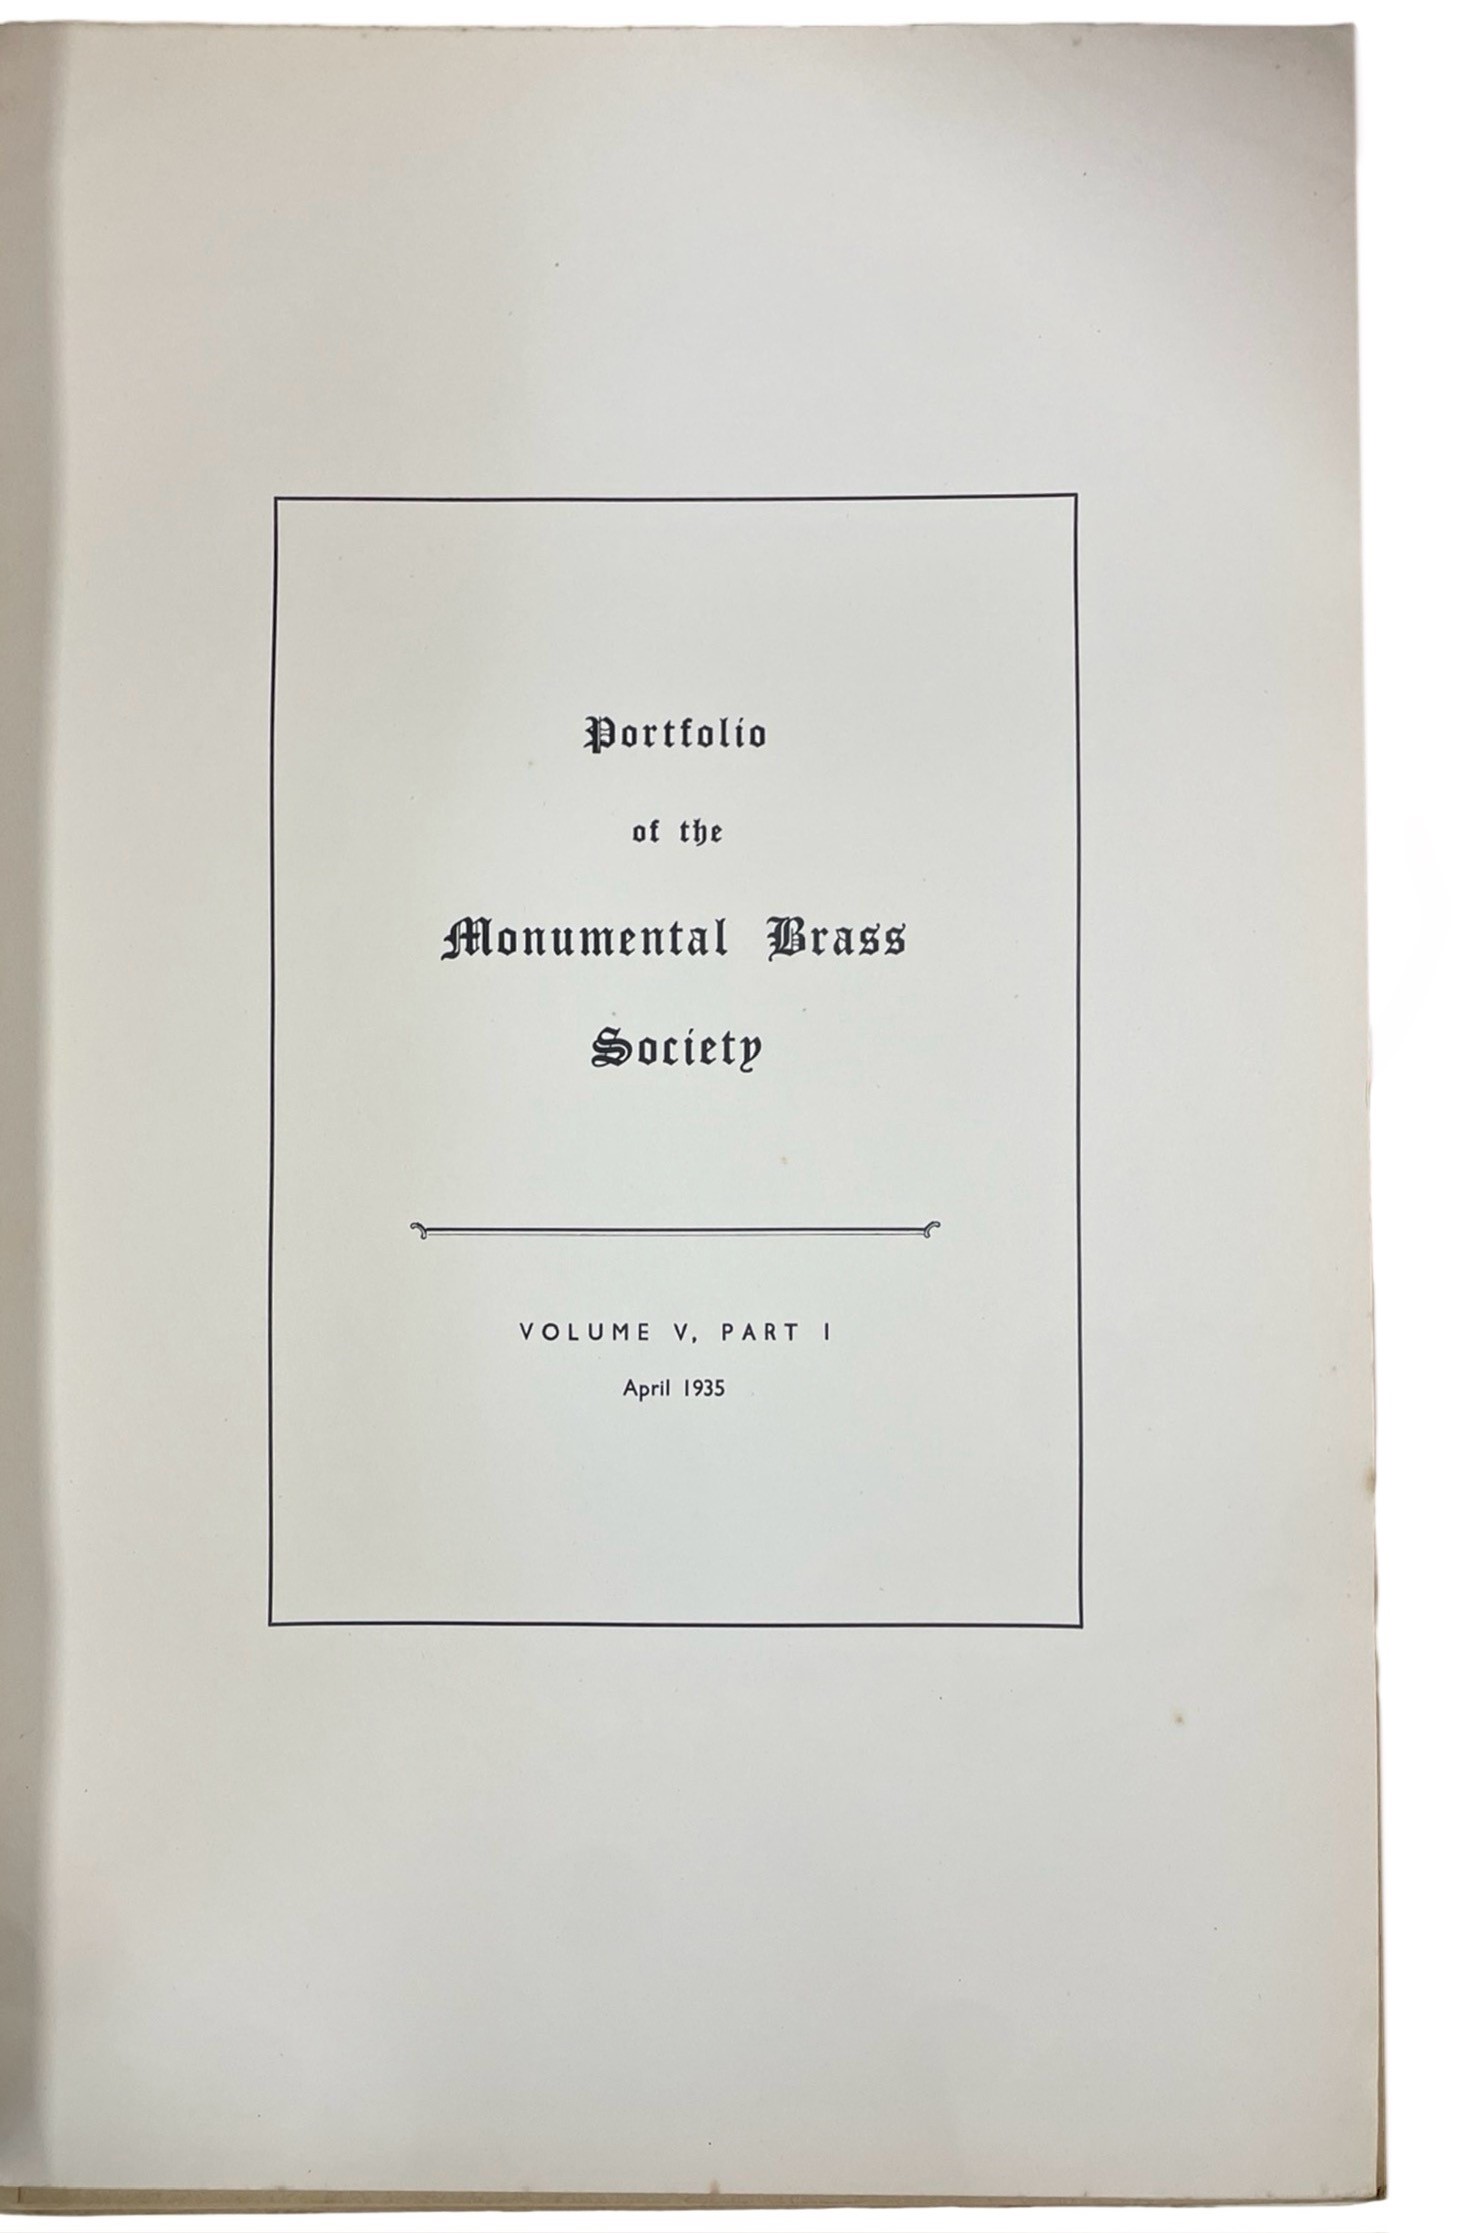 Portfolio
of the
Monumental Brass
Society
VOLUME V, PART I
April 1935